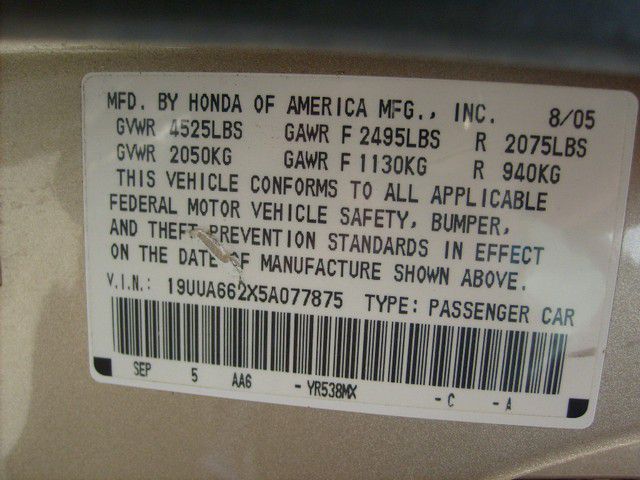 MFD. BY HONDA OF AMERICA MFG., INC. 8/05
GVWR 4525LBS GAWR F 2495LBS R 2075LBS
GVWR 2050KG GAWR F 1130KG R 940KG
THIS VEHICLE CONFORMS TO ALL APPLICABLE
FEDERAL MOTOR VEHICLE SAFETY, BUMPER,
AND THEFT PREVENTION STANDARDS IN EFFECT
ON THE DATE OF MANUFACTURE SHOWN ABOVE.
V.I.N.: 19UUA662X5A077875 TYPE: PASSENGER CAR
SEP 5 AA6 - YR538MX - C - A